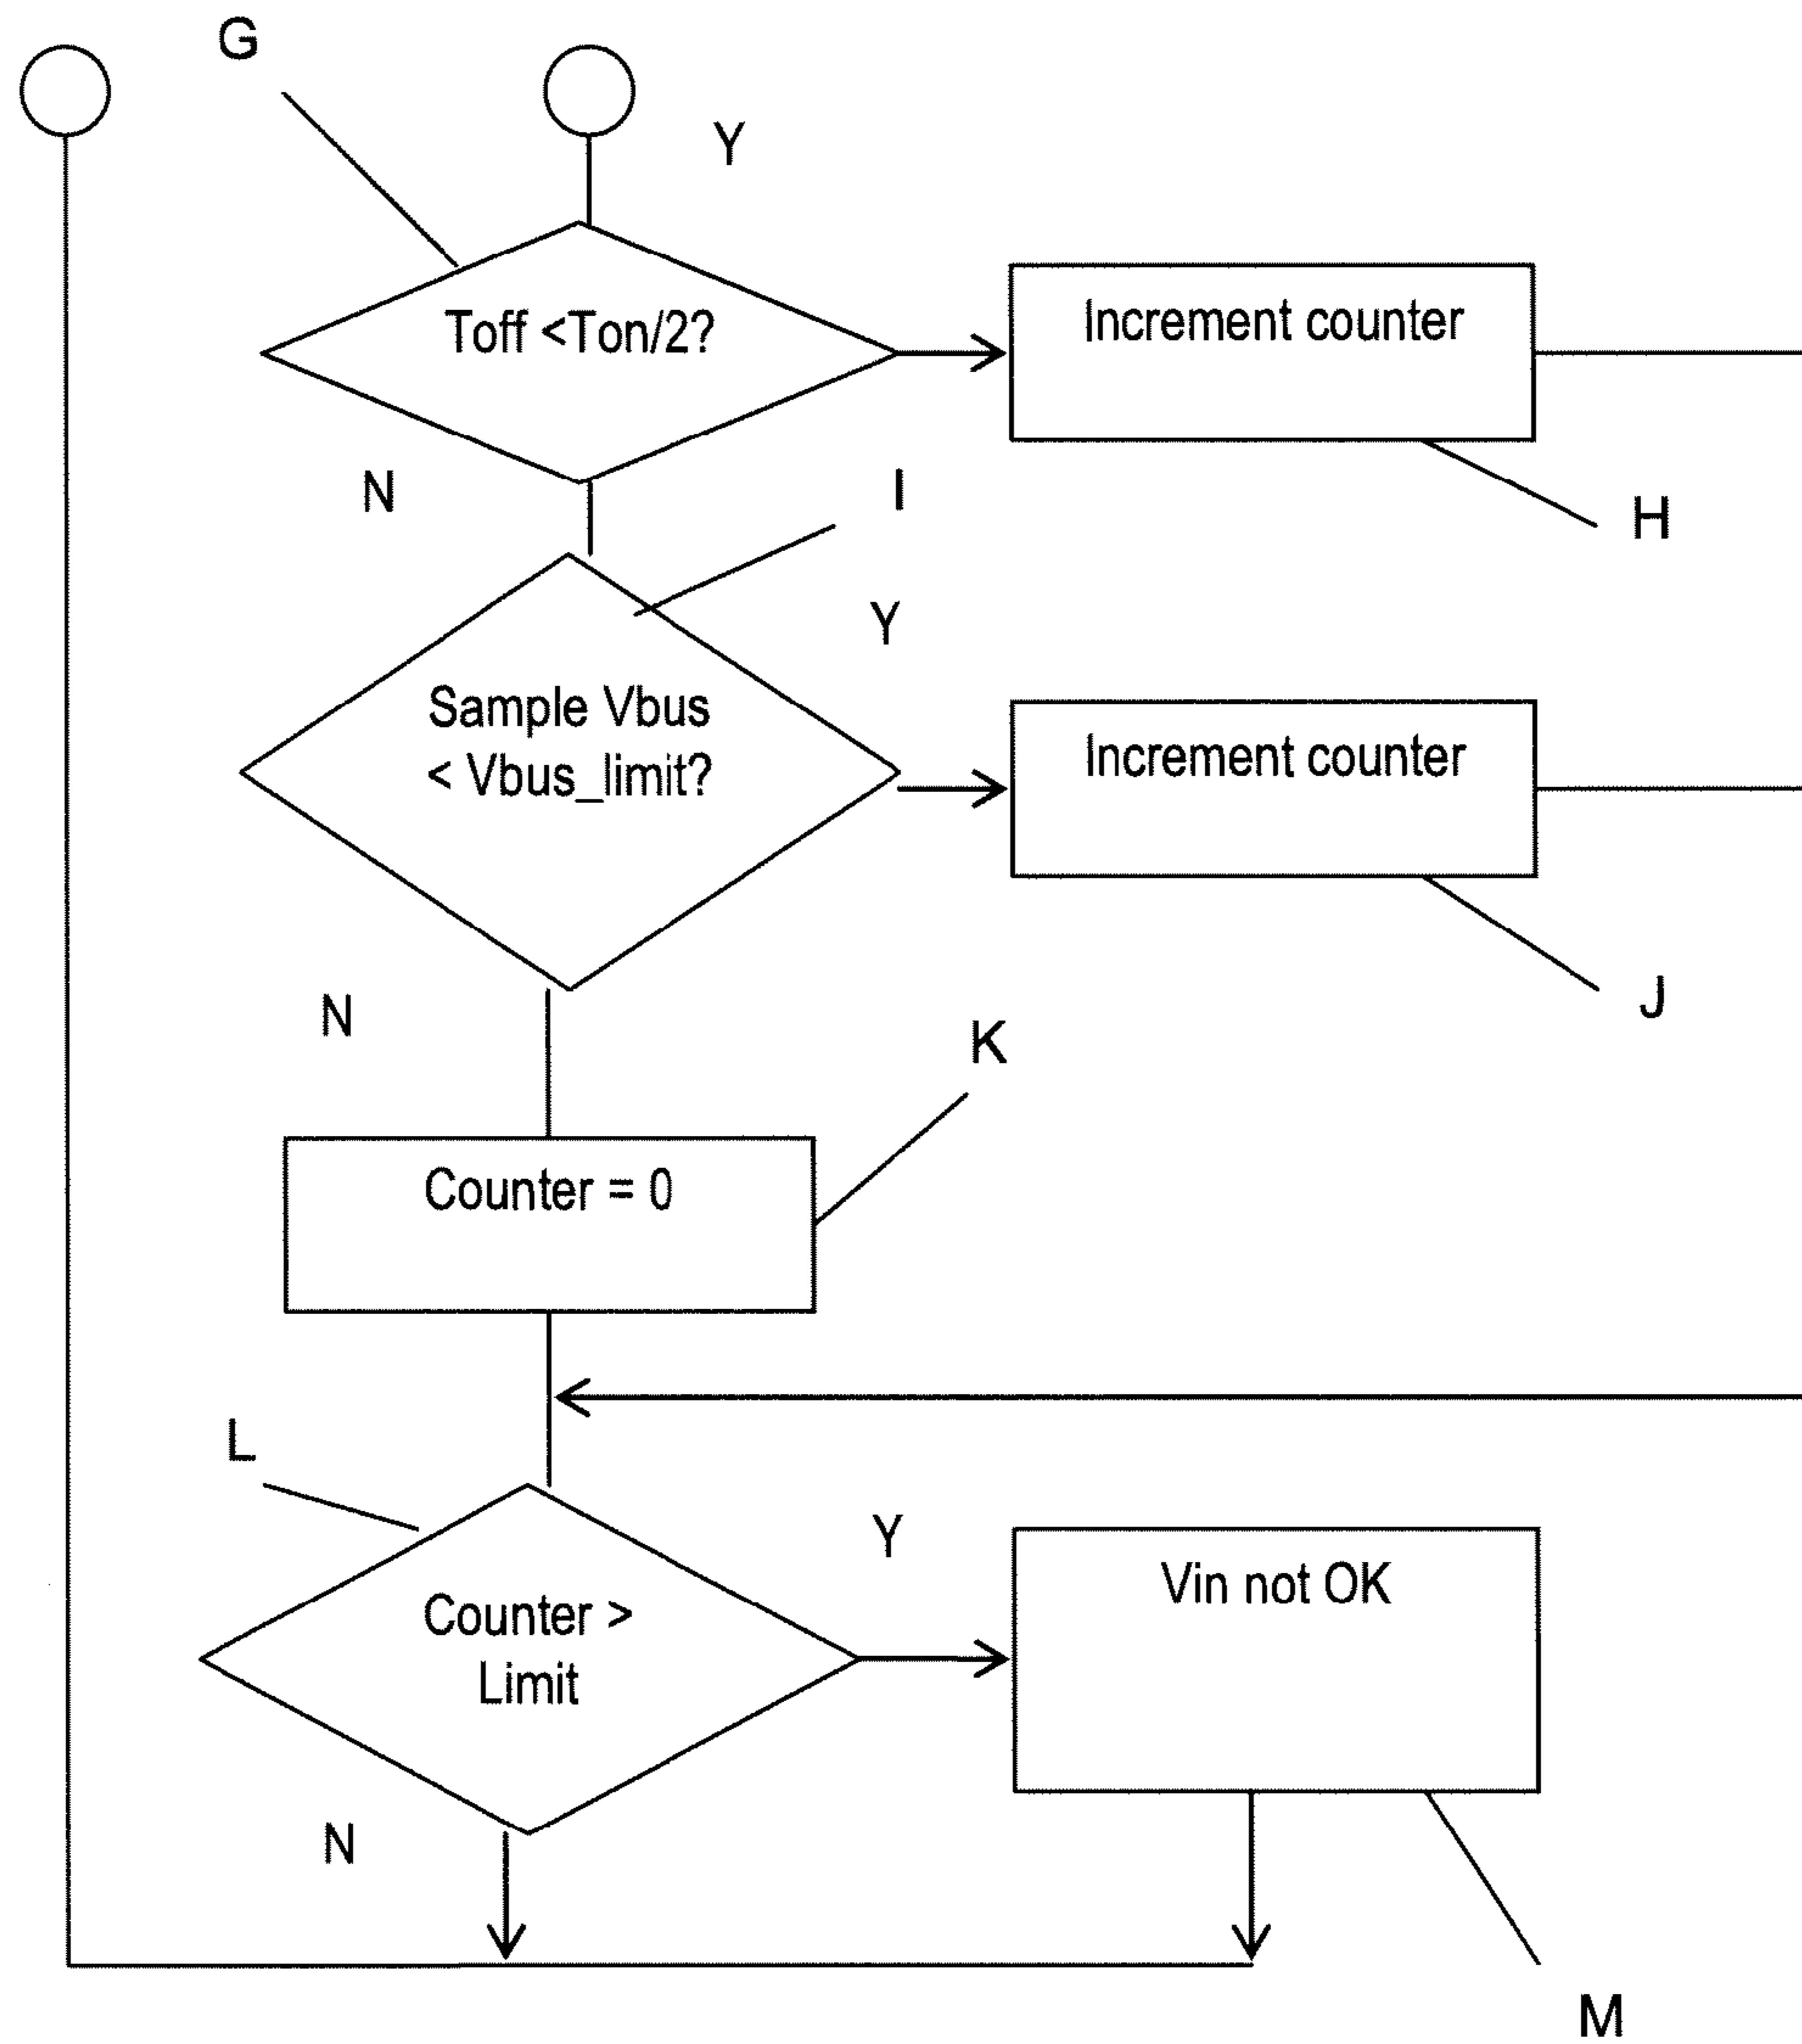 G
Y
Toff <Ton/2?
Increment counter
N
I
H
Y
Sample Vbus
< Vbus_limit?
Increment counter
N
J
K
Counter = 0
L
Y
Vin not OK
Counter >
Limit
N
M